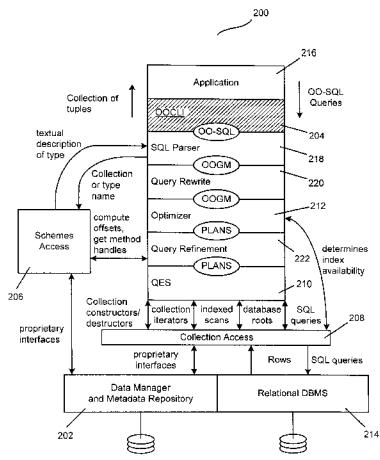 200
216
Application
Collection of
tuples
OO-SQL
Queries
OOCLI
204
OO-SQL
textual
description
of type
SQL Parser
218
OOGM
220
Query Rewrite
Collection
or type
name
OOGM
212
Optimizer
Schemes
Access
compute
offsets,
get method
handles
PLANS
222
Query Refinement
determines
index
availability
PLANS
206
210
QES
Collection
constructors/
destructors
collection
iterators
indexed
scans
database
roots
SQL
queries
208
Collection Access
proprietary
interfaces
proprietary
interfaces
Rows
SQL queries
Data Manager
and Metadata Repository
Relational DBMS
202
214